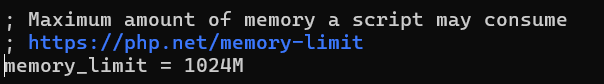 ; Maximum amount of memory a script may consume
; https://php.net/memory-limit
memory_limit = 1024M